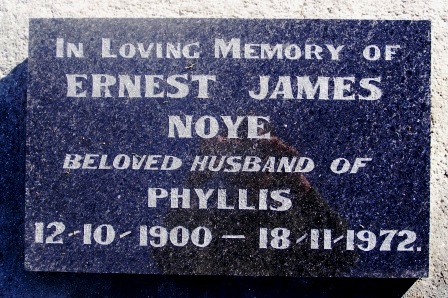 IN LOVING MEMORY OF
ERNEST JAMES
NOYE
BELOVED HUSBAND OF
PHYLLIS
12-10-1900 - 18-11-1972.